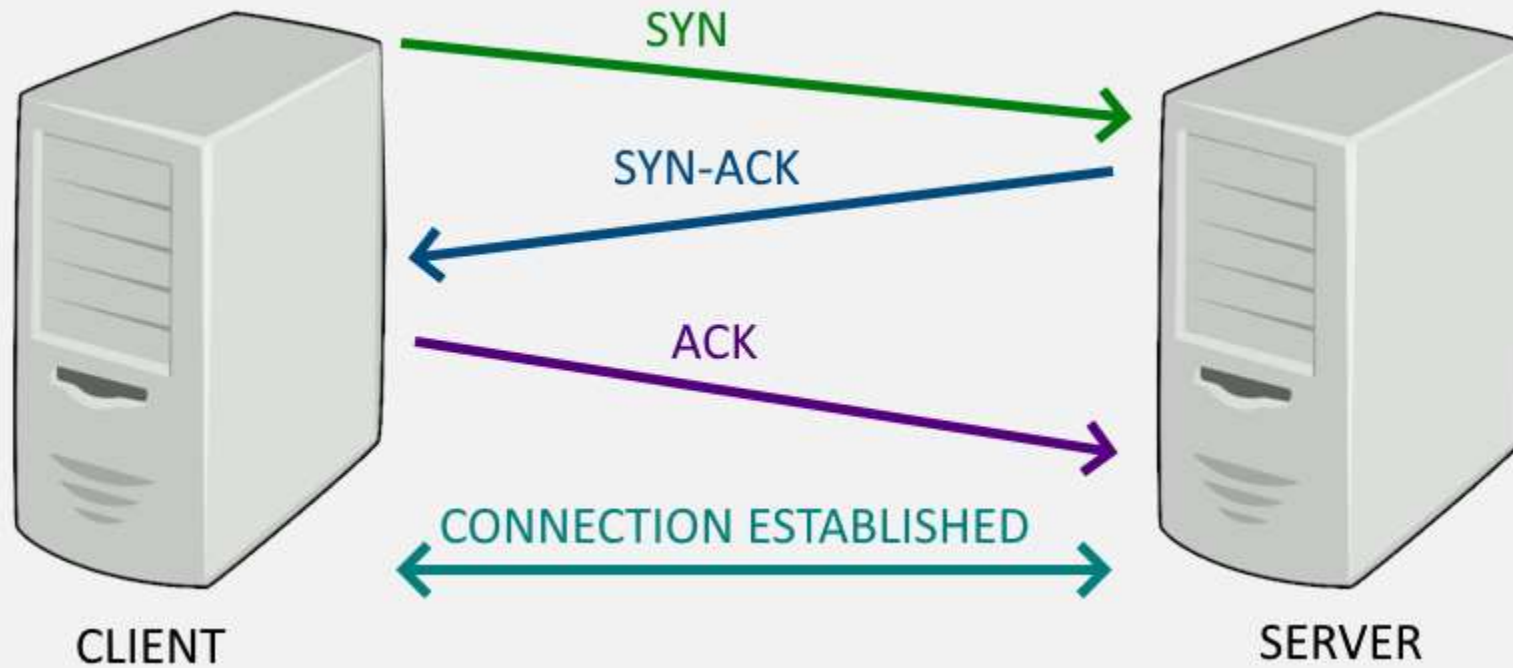 SYN
SYN-ACK
ACK
CONNECTION ESTABLISHED
CLIENT
SERVER